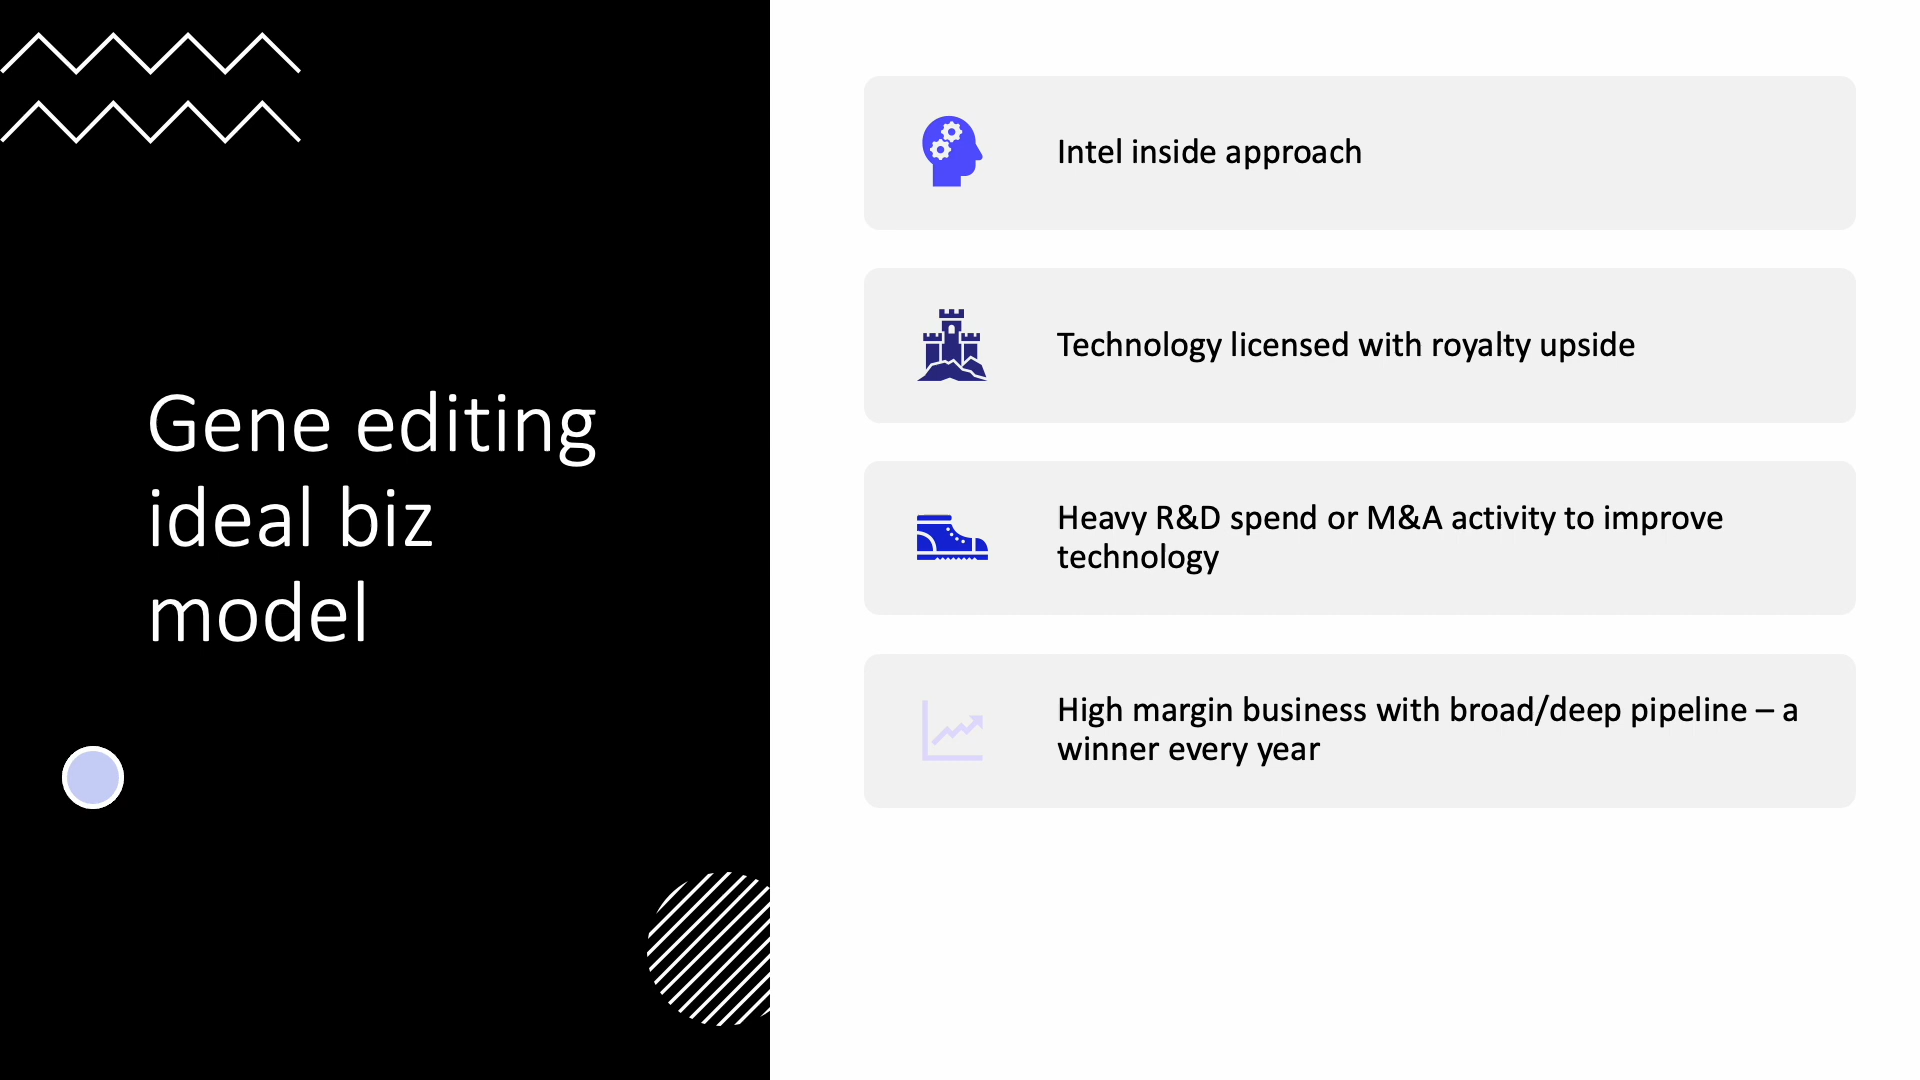 Gene editing
ideal biz
model
Intel inside approach
Technology licensed with royalty upside
Heavy R&D spend or M&A activity to improve
technology
High margin business with broad/deep pipeline – a
winner every year